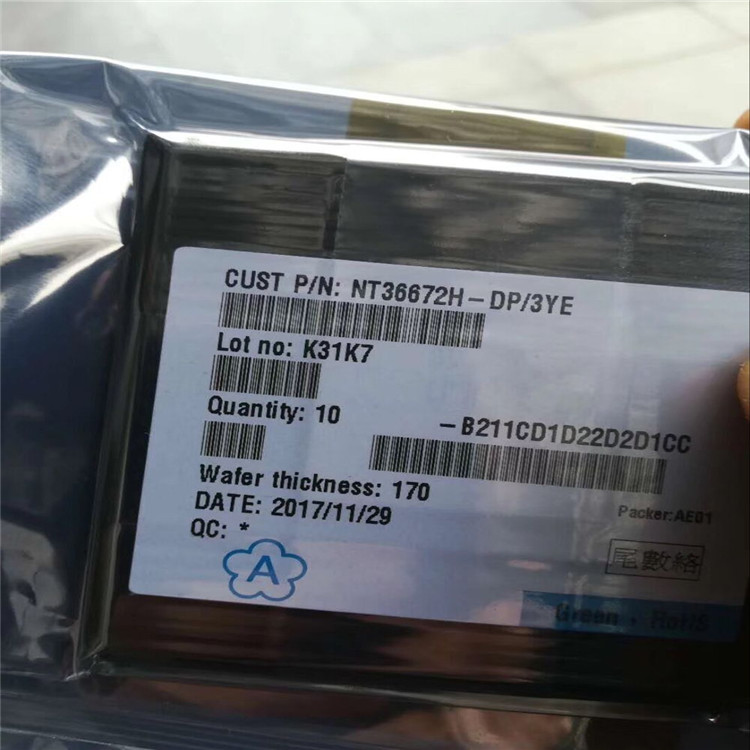 CUST P/N: NT36672H-DP/3YE
Lot no: K31K7
Quantity: 10
-B211CD1D22D2D1CC
Wafer thickness: 170
DATE: 2017/11/29
Packer:AE01
QC: *
尾數絡
A
Green · RoHS